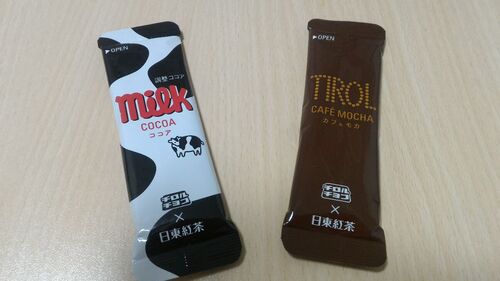 OPEN
調整ココア
milk
COCOA
ココア
チロルチョコ
×
日東紅茶
OPEN
TIROL
CAFÉ MOCHA
カフェモカ
チロルチョコ
×
日東紅茶